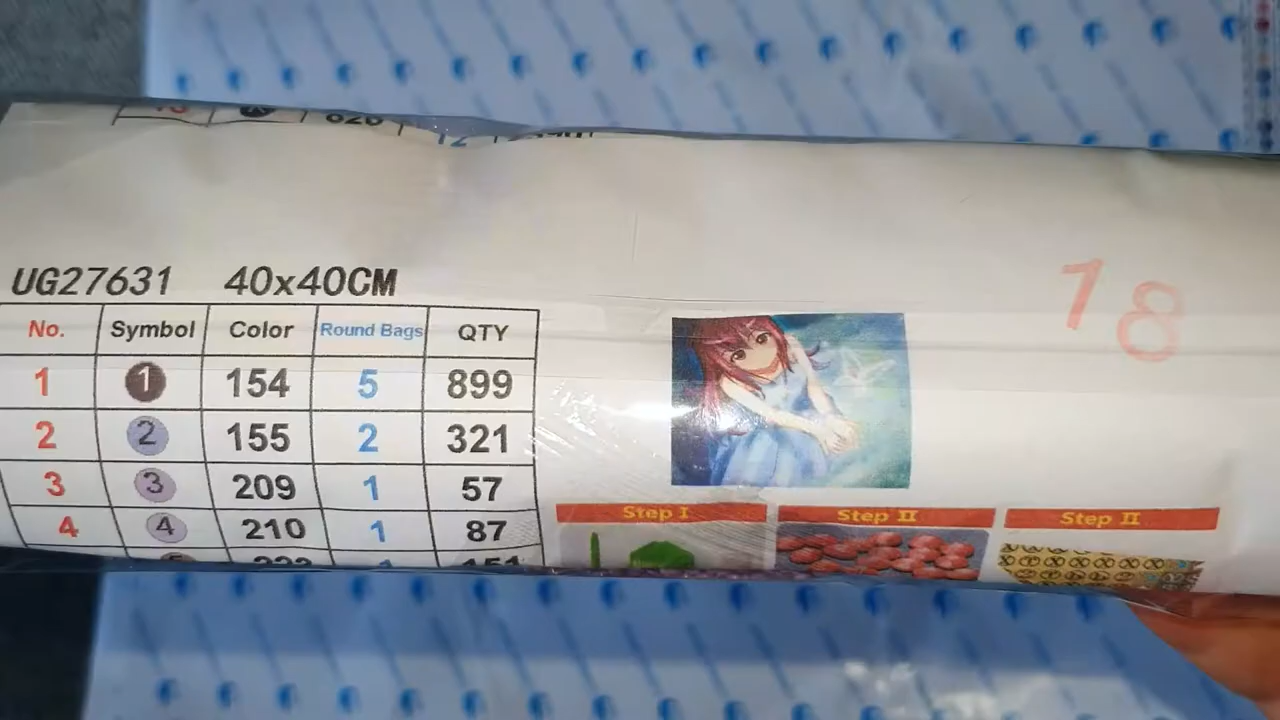 UG27631 40x40CM
18
No. Symbol Color Round Bags QTY
1 1 154 5 899
2 2 155 2 321
3 3 209 1 57
4 4 210 1 87
Step I Step II Step II